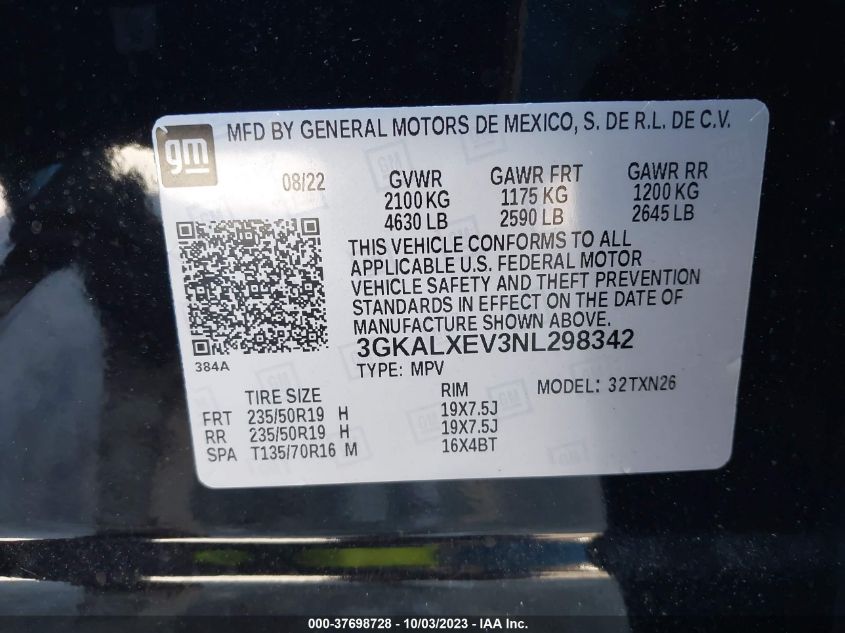 gm
MFD BY GENERAL MOTORS DE MEXICO, S. DE R.L. DE C.V.
08/22
GVWR
2100 KG
4630 LB
GAWR FRT
1175 KG
2590 LB
GAWR RR
1200 KG
2645 LB
THIS VEHICLE CONFORMS TO ALL
APPLICABLE U.S. FEDERAL MOTOR
VEHICLE SAFETY AND THEFT PREVENTION
STANDARDS IN EFFECT ON THE DATE OF
MANUFACTURE SHOWN ABOVE.
384A
3GKALXEV3NL298342
TYPE: MPV
MODEL: 32TXN26
TIRE SIZE RIM
FRT 235/50R19 H 19X7.5J
RR 235/50R19 H 19X7.5J
SPA T135/70R16 M 16X4BT
000-37698728 - 10/03/2023 - IAA Inc.